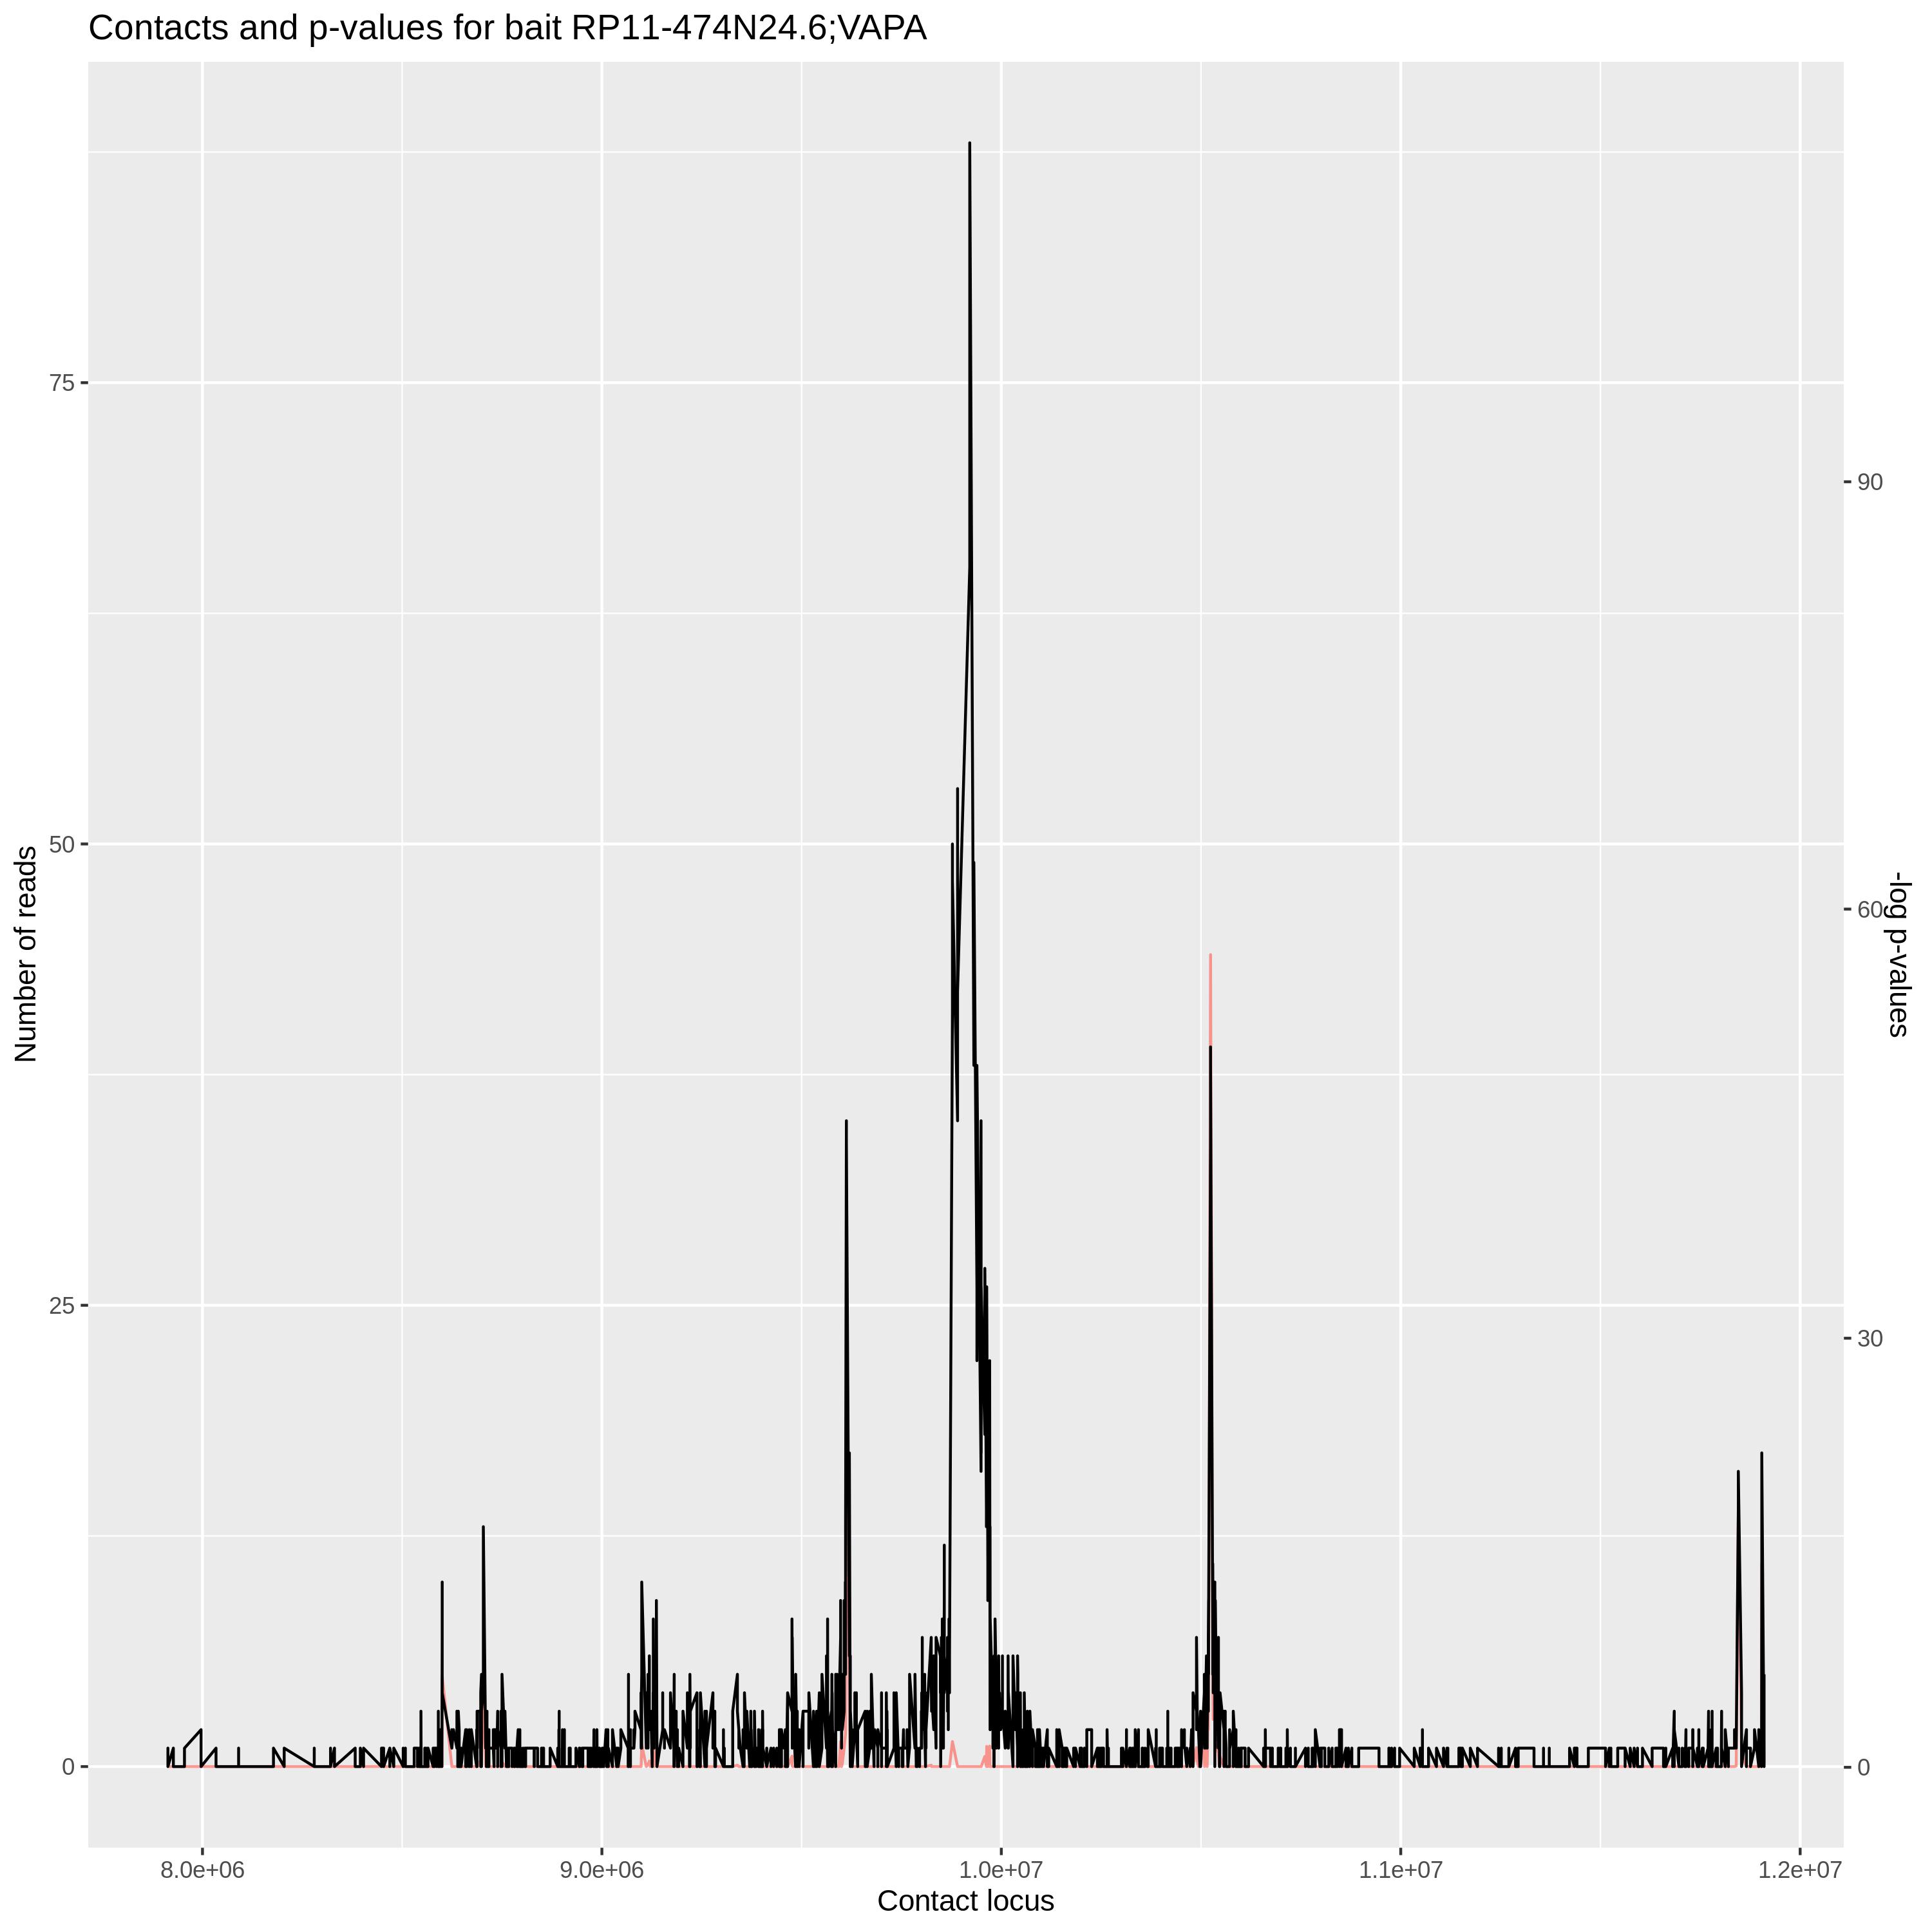 Contacts and p-values for bait RP11-474N24.6;VAPA
75
50
25
0
90
60
30
0
Number of reads
-log p-values
8.0e+06 9.0e+06 1.0e+07 1.1e+07 1.2e+07
Contact locus